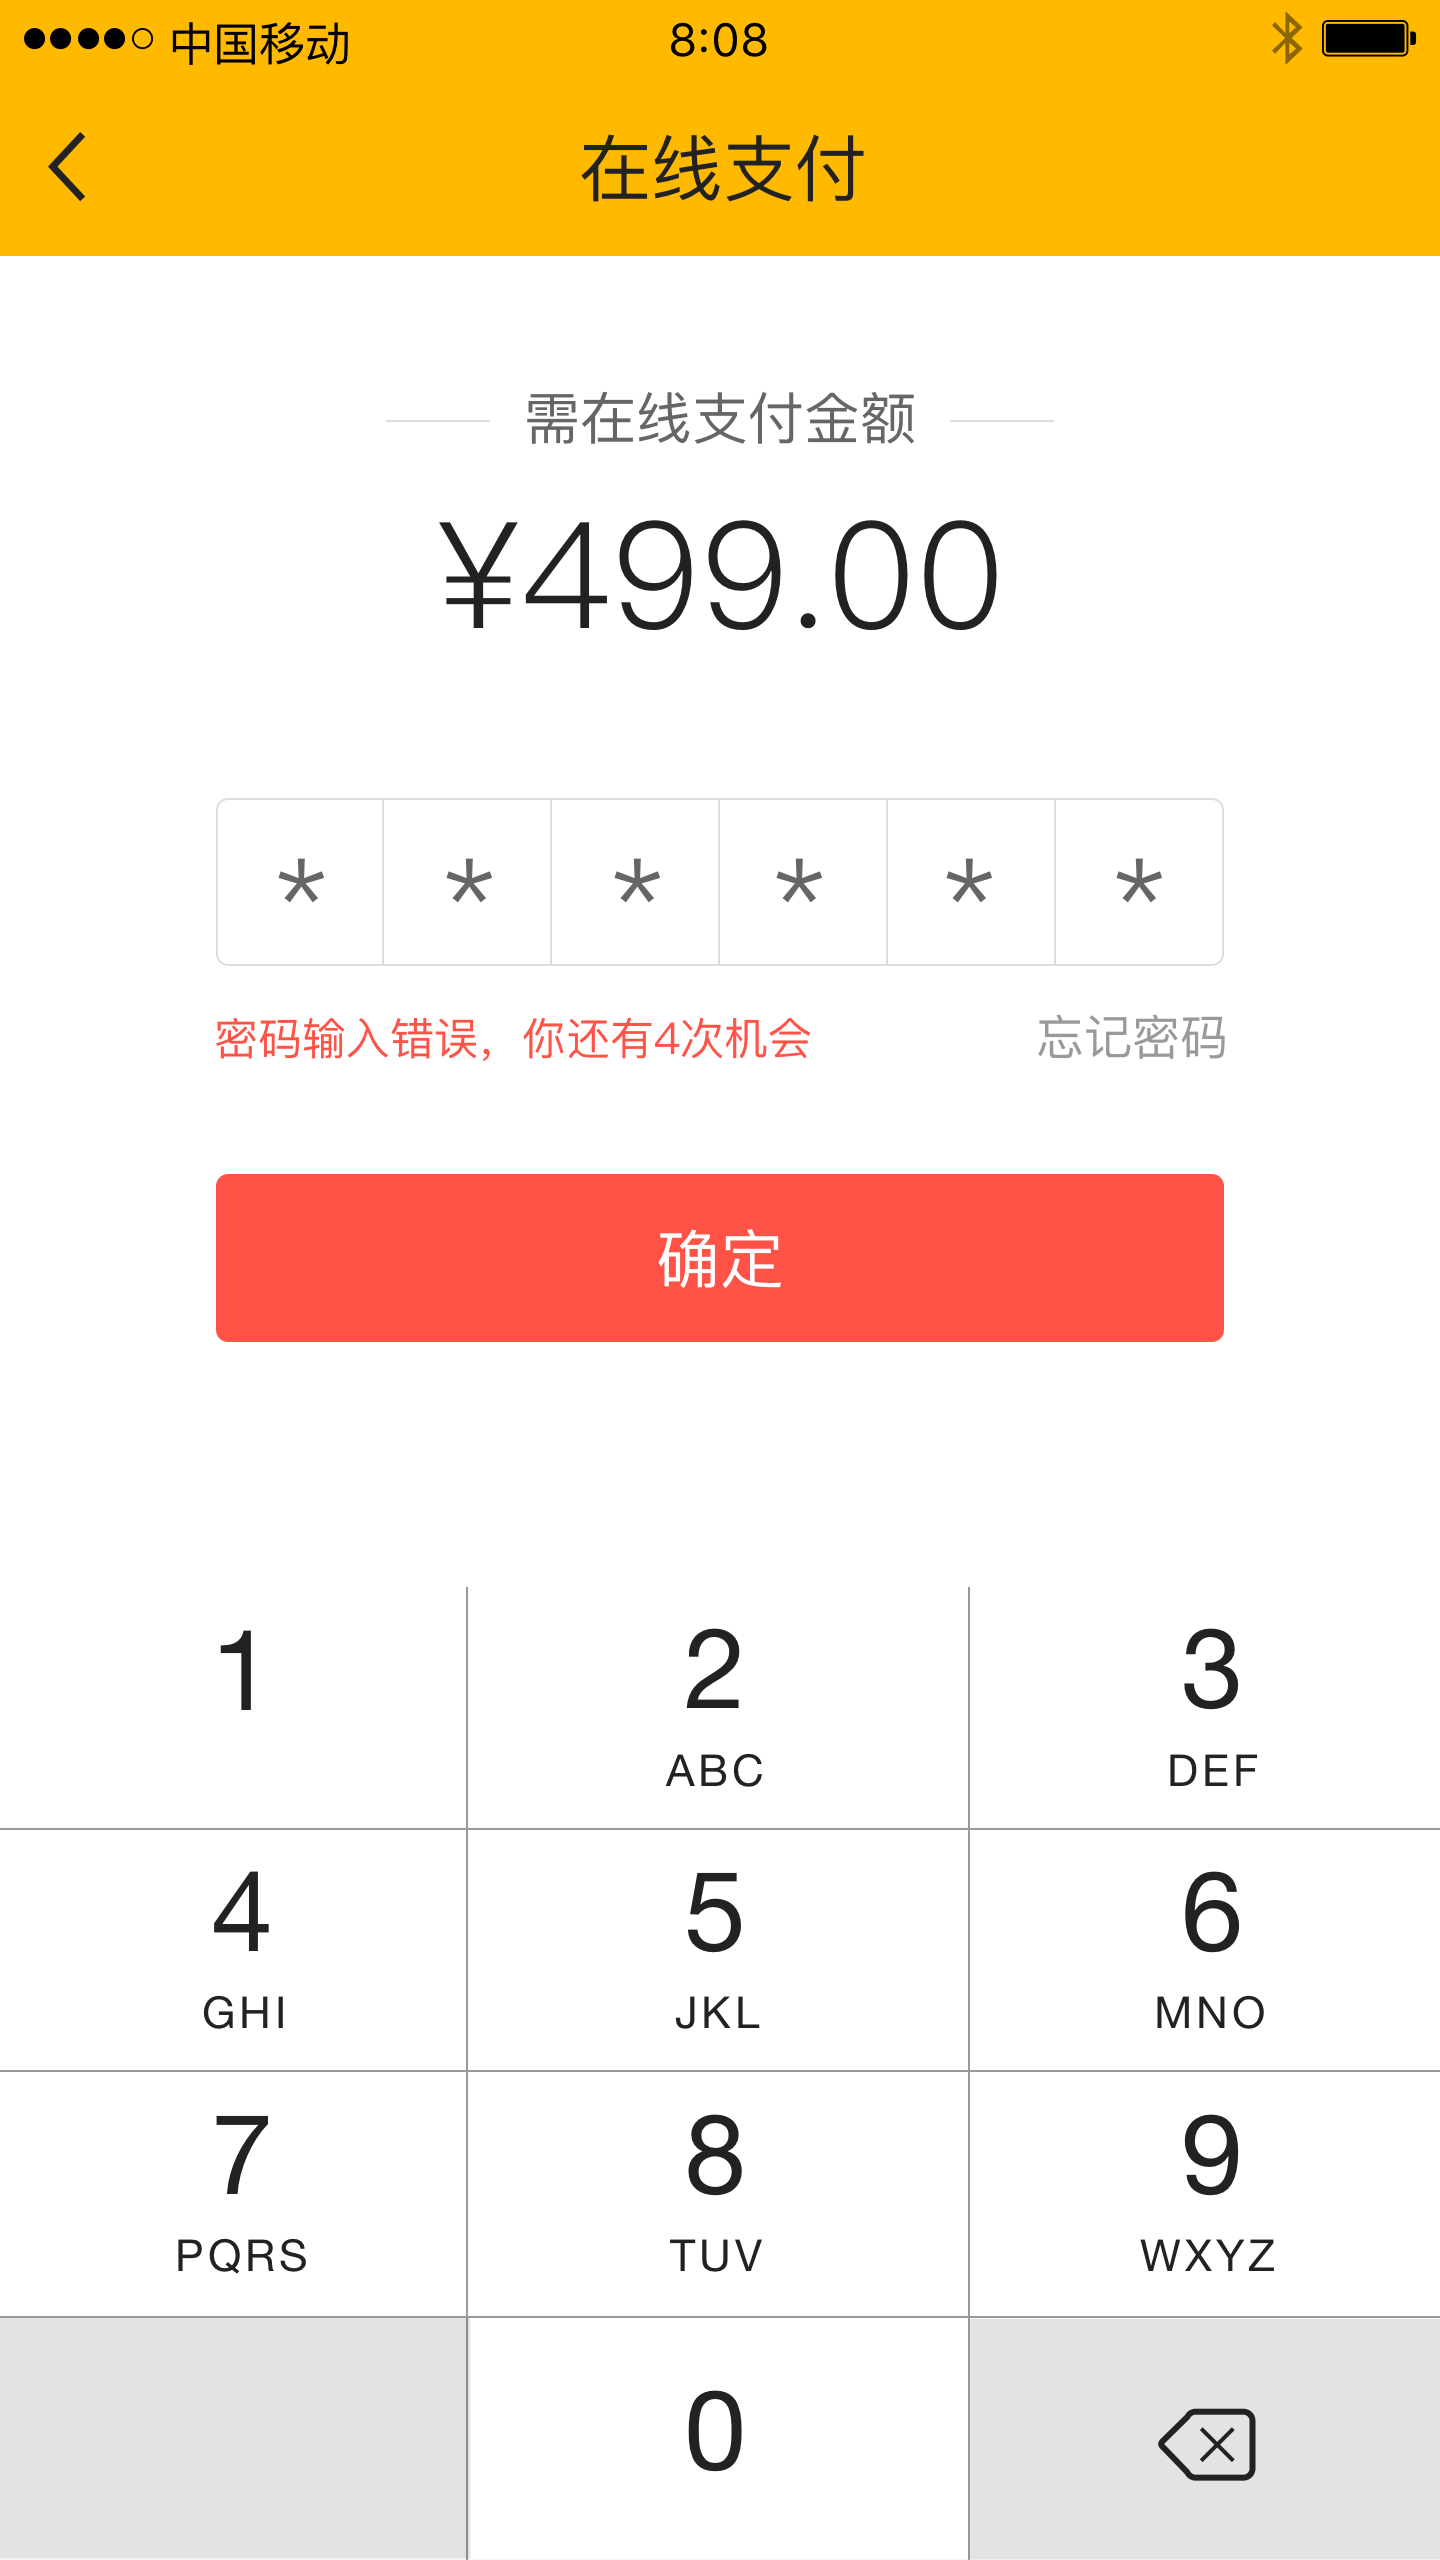 中国移动 8:08
在线支付
需在线支付金额
¥499.00
* * * * * *
密码输入错误，你还有4次机会 忘记密码
确定
1 2 3
ABC DEF
4 5 6
GHI JKL MNO
7 8 9
PQRS TUV WXYZ
0